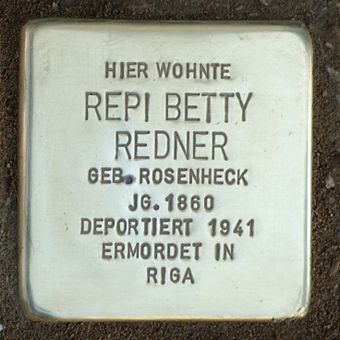 HIER WOHNTE
REPI BETTY
REDNER
GEB. ROSENHECK
JG. 1860
DEPORTIERT 1941
ERMORDET IN
RIGA